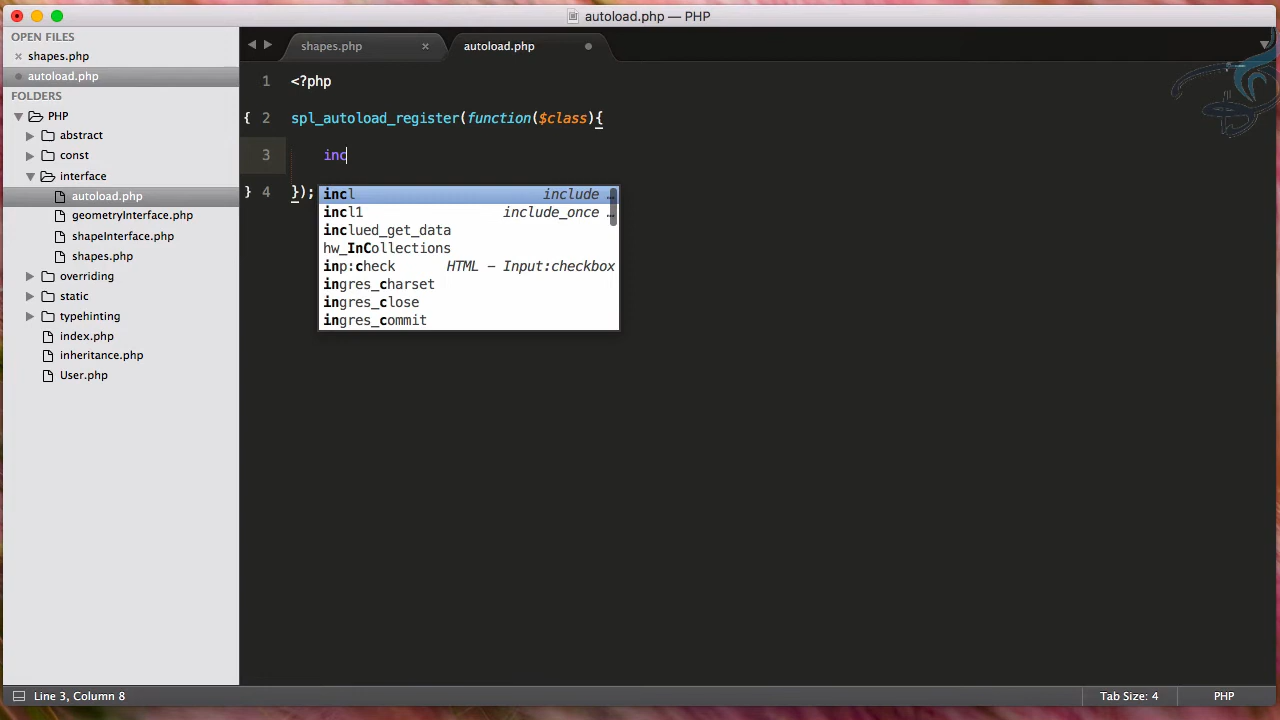 autoload.php — PHP
OPEN FILES
shapes.php
autoload.php
FOLDERS
PHP
abstract
const
interface
autoload.php
geometryInterface.php
shapeInterface.php
shapes.php
overriding
static
typehinting
index.php
inheritance.php
User.php
shapes.php
autoload.php
1 <?php
{ 2 spl_autoload_register(function($class){
3 inc
} 4 });
incl include …
incl1 include_once …
inclued_get_data
hw_InCollections
inp:check HTML – Input:checkbox
ingres_charset
ingres_close
ingres_commit
Line 3, Column 8
Tab Size: 4
PHP